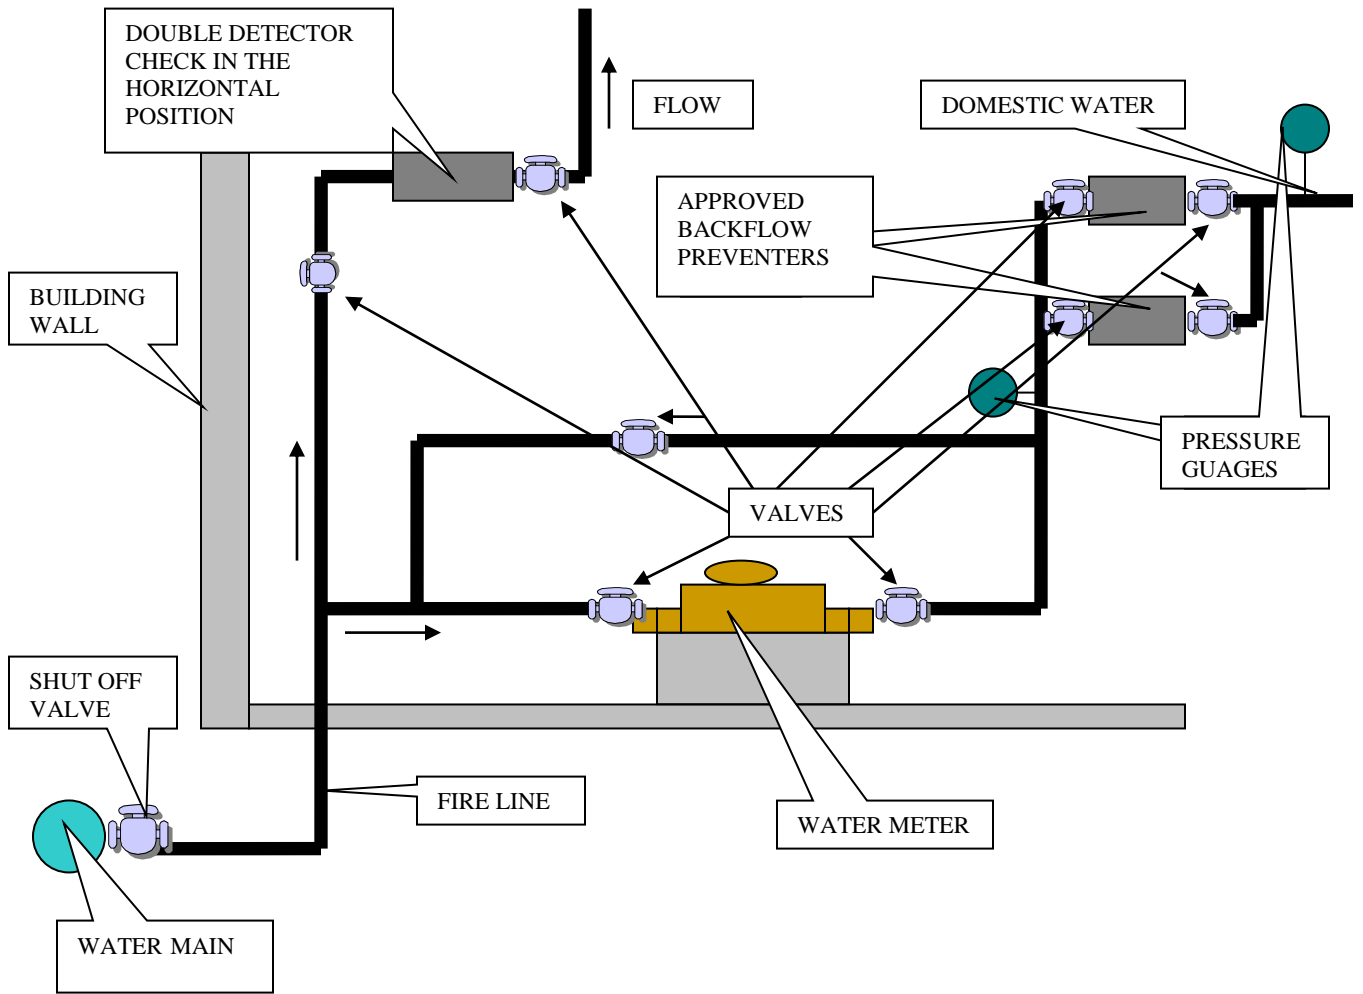 DOUBLE DETECTOR
CHECK IN THE
HORIZONTAL
POSITION
FLOW
DOMESTIC WATER
APPROVED
BACKFLOW
PREVENTERS
BUILDING
WALL
PRESSURE
GUAGES
VALVES
SHUT OFF
VALVE
FIRE LINE
WATER METER
WATER MAIN